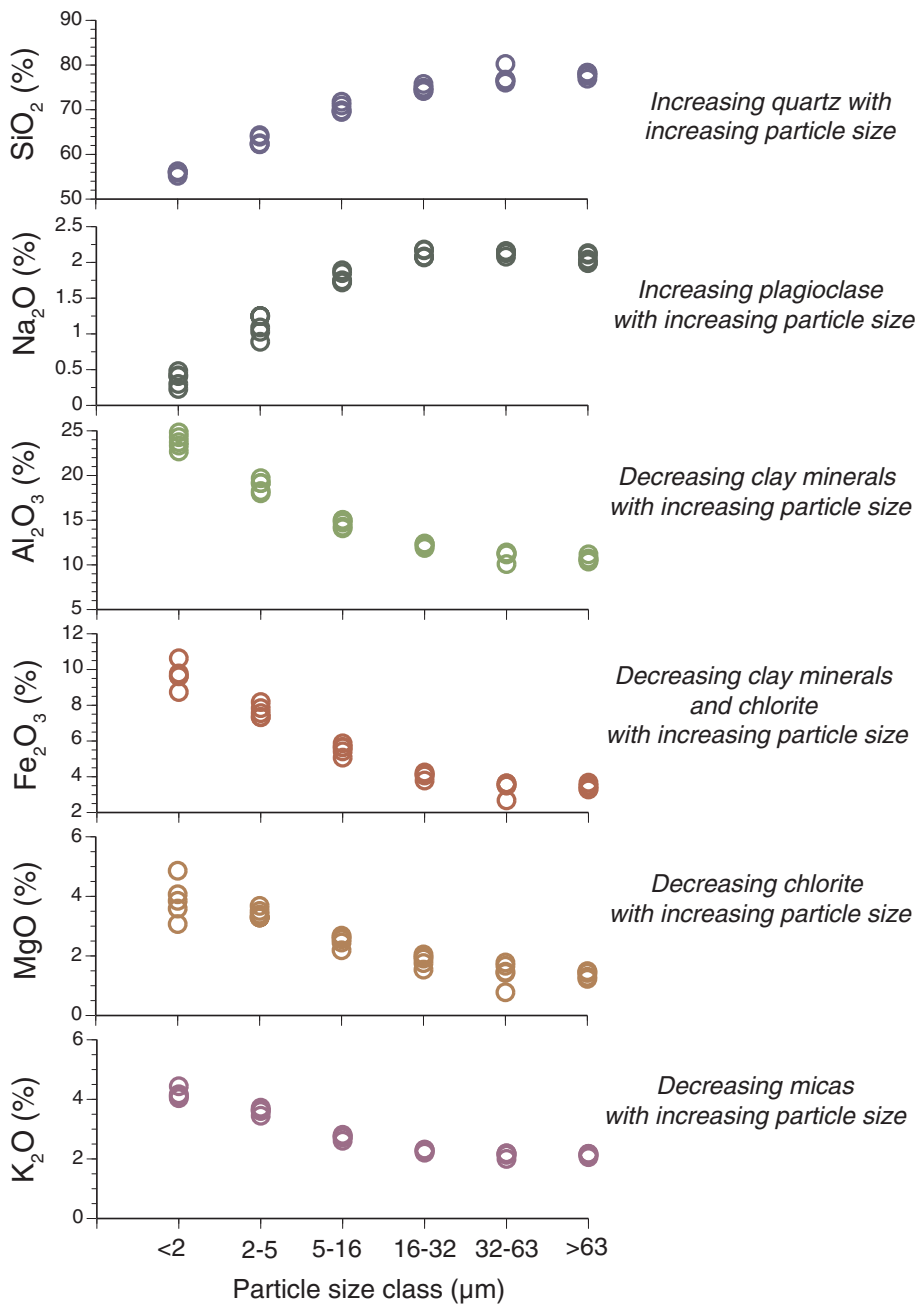 SiO2 (%)
90
80
70
60
50
Increasing quartz with
increasing particle size
Na2O (%)
2.5
2
1.5
1
0.5
0
Increasing plagioclase
with increasing particle size
Al2O3 (%)
25
20
15
10
5
Decreasing clay minerals
with increasing particle size
Fe2O3 (%)
12
10
8
6
4
2
Decreasing clay minerals
and chlorite
with increasing particle size
MgO (%)
6
4
2
0
Decreasing chlorite
with increasing particle size
K2O (%)
6
4
2
0
Decreasing micas
with increasing particle size
<2 2-5 5-16 16-32 32-63 >63
Particle size class (µm)